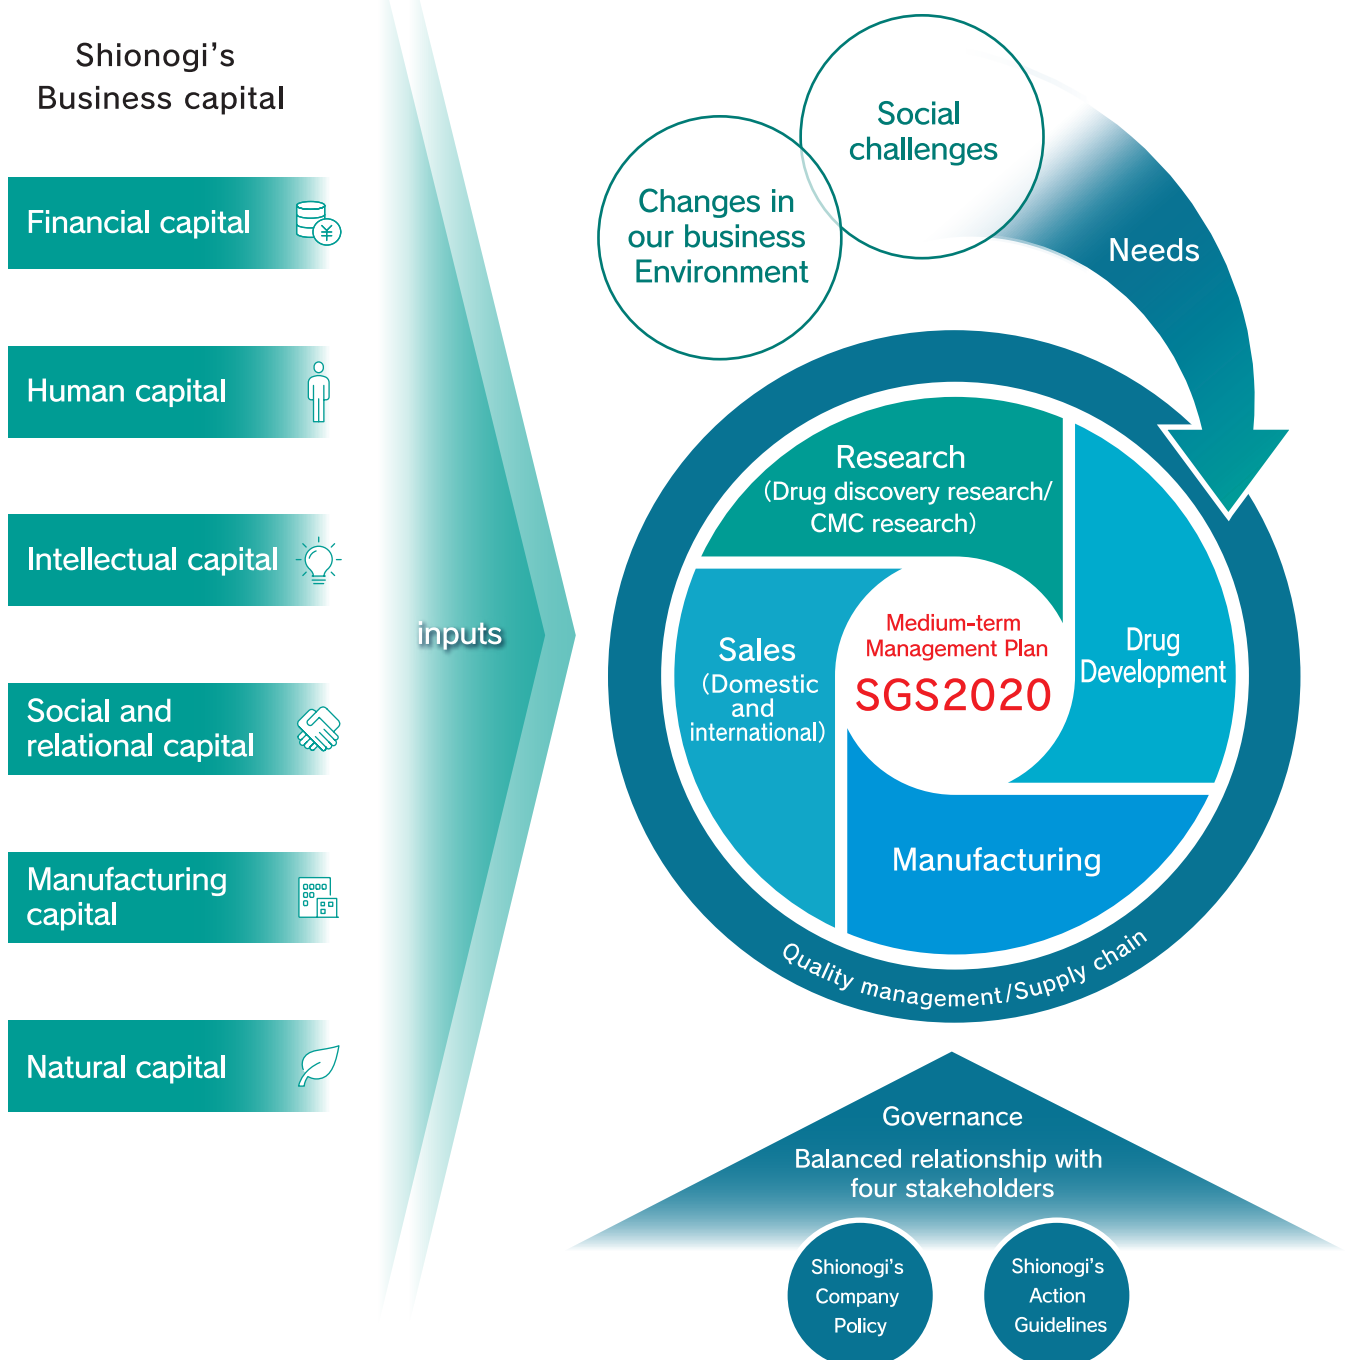 Shionogi's
Business capital
Financial capital
¥
Human capital
Intellectual capital
Social and
relational capital
Manufacturing
capital
Natural capital
inputs
Social
challenges
Changes in
our business
Environment
Needs
Research
(Drug discovery research/
CMC research)
Drug
Development
Medium-term
Management Plan
SGS2020
Sales
(Domestic
and
international)
Manufacturing
Quality management/Supply chain
Governance
Balanced relationship with
four stakeholders
Shionogi's
Company
Policy
Shionogi's
Action
Guidelines